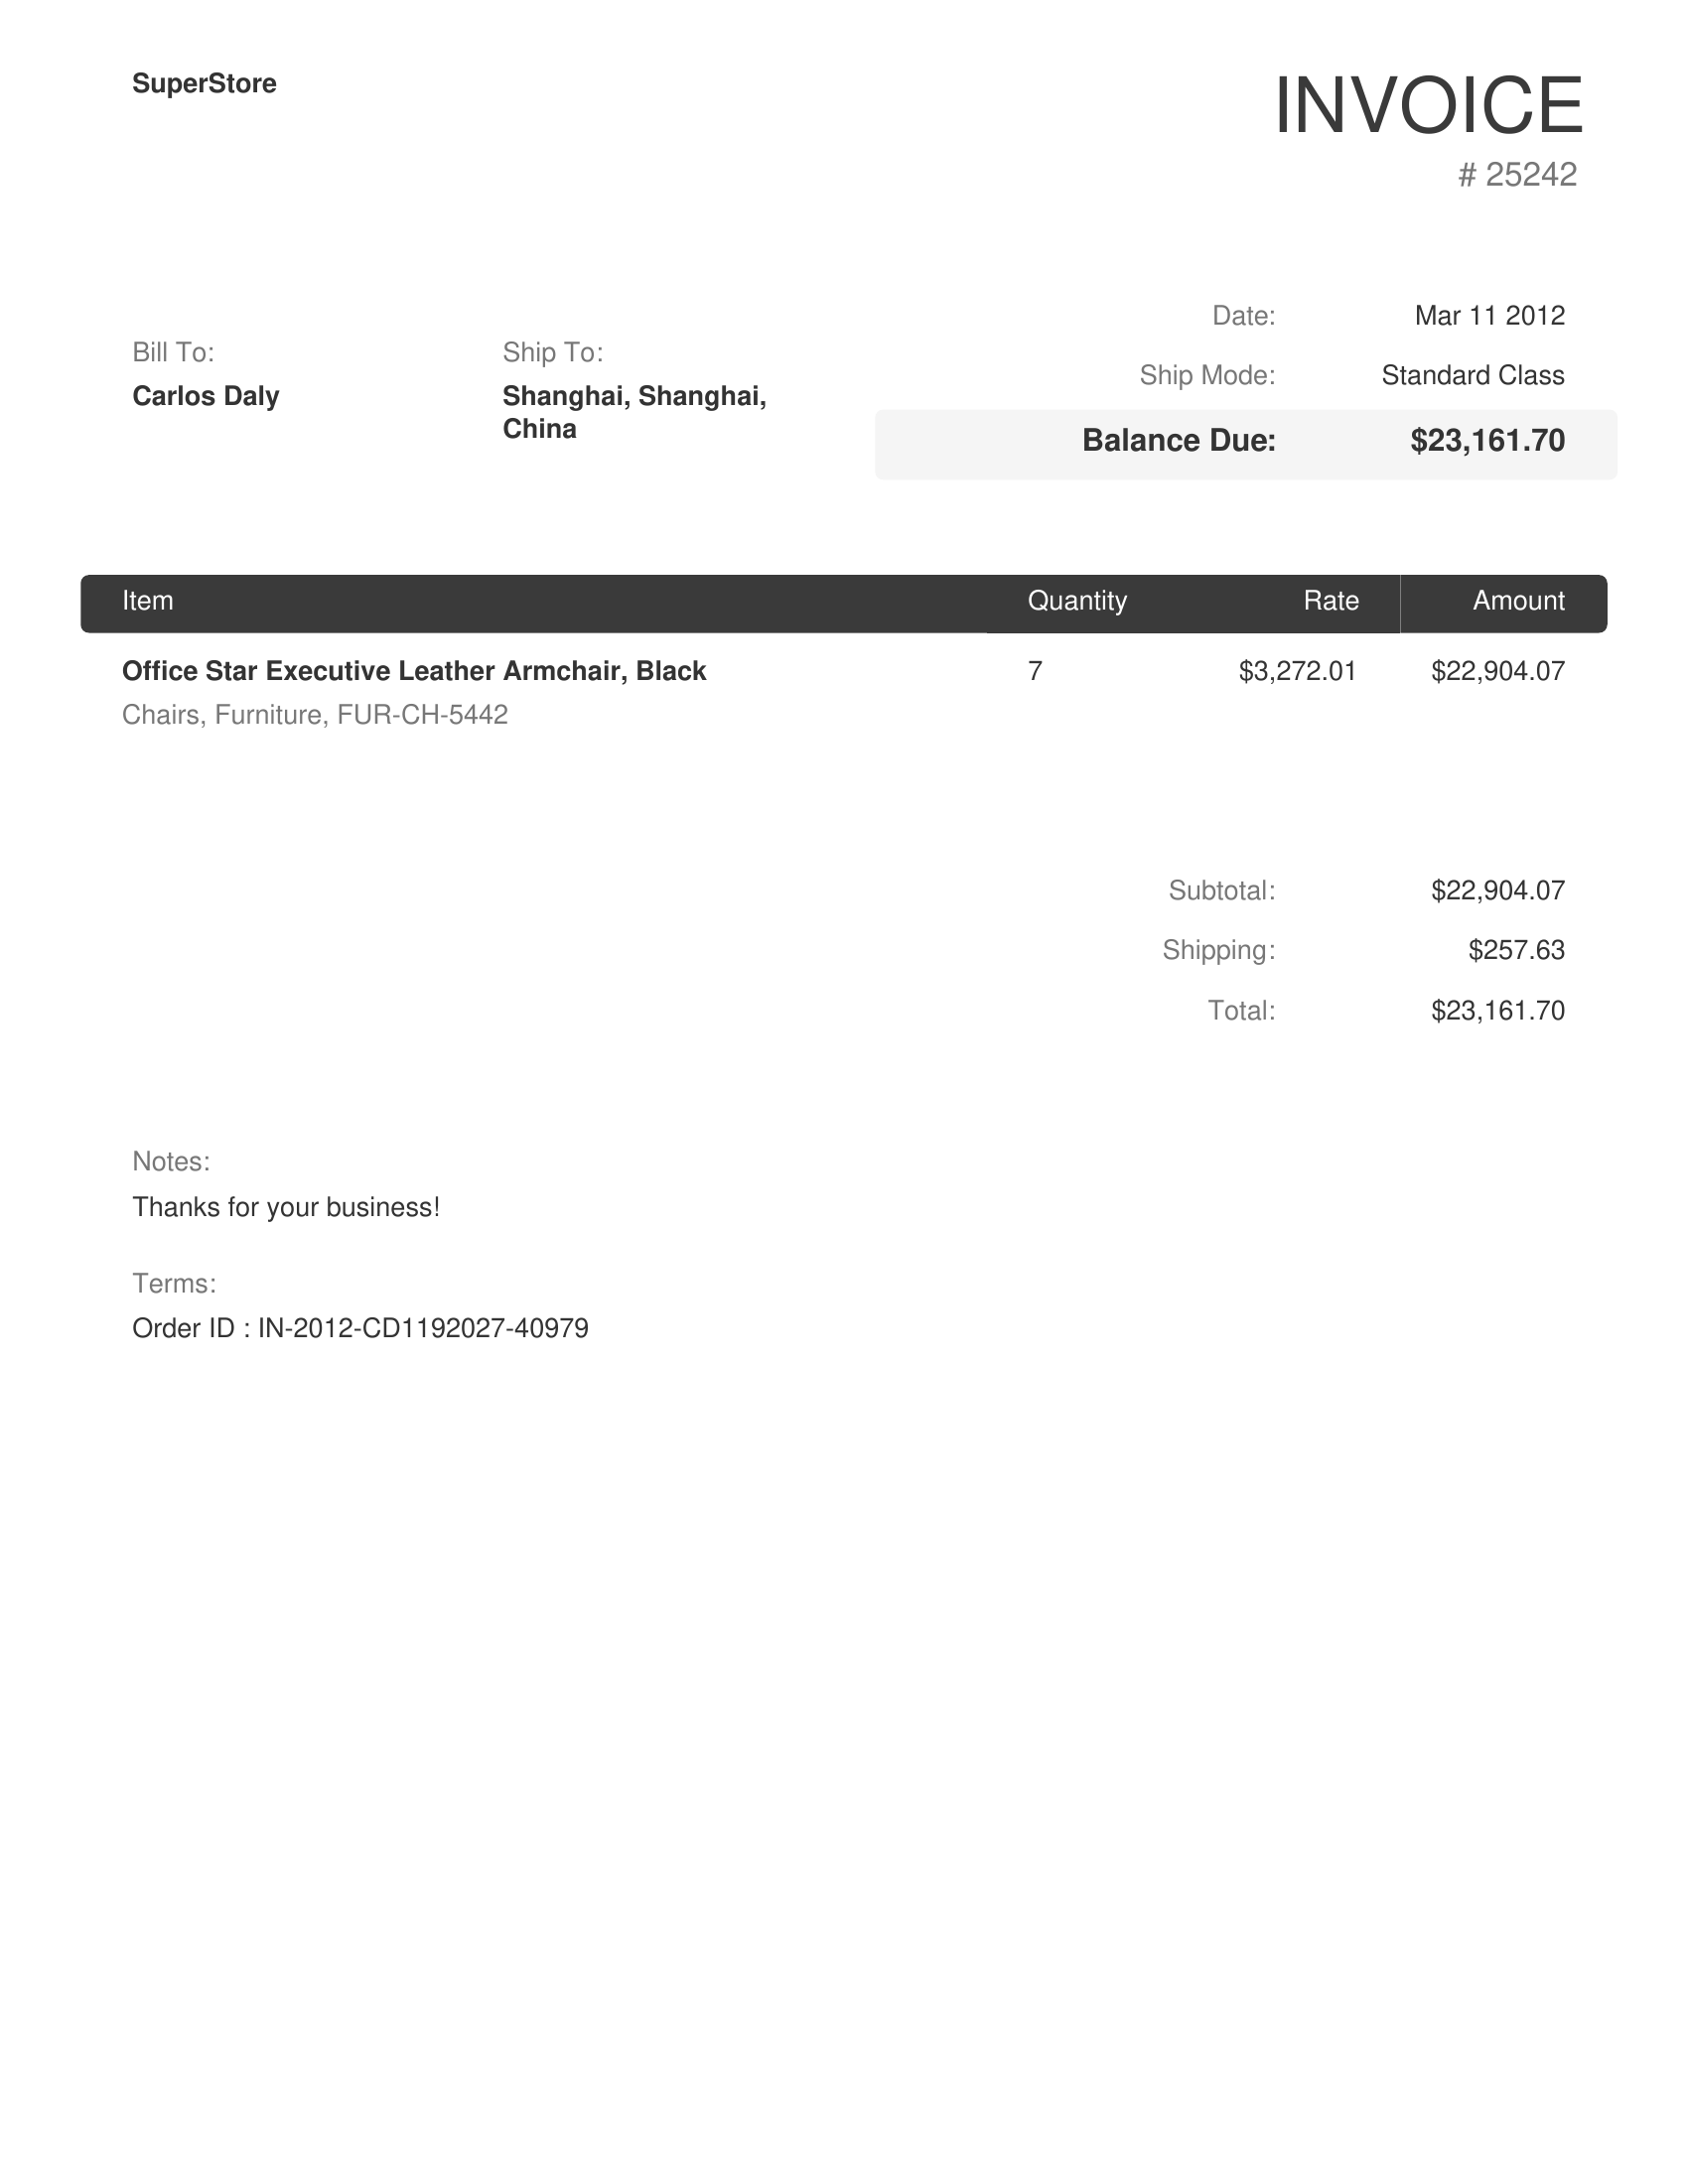 SuperStore
INVOICE
# 25242
Date: Mar 11 2012
Ship Mode: Standard Class
Balance Due: $23,161.70
Bill To:
Carlos Daly
Ship To:
Shanghai, Shanghai,
China
Item Quantity Rate Amount
Office Star Executive Leather Armchair, Black 7 $3,272.01 $22,904.07
Chairs, Furniture, FUR-CH-5442
Subtotal: $22,904.07
Shipping: $257.63
Total: $23,161.70
Notes:
Thanks for your business!
Terms:
Order ID : IN-2012-CD1192027-40979